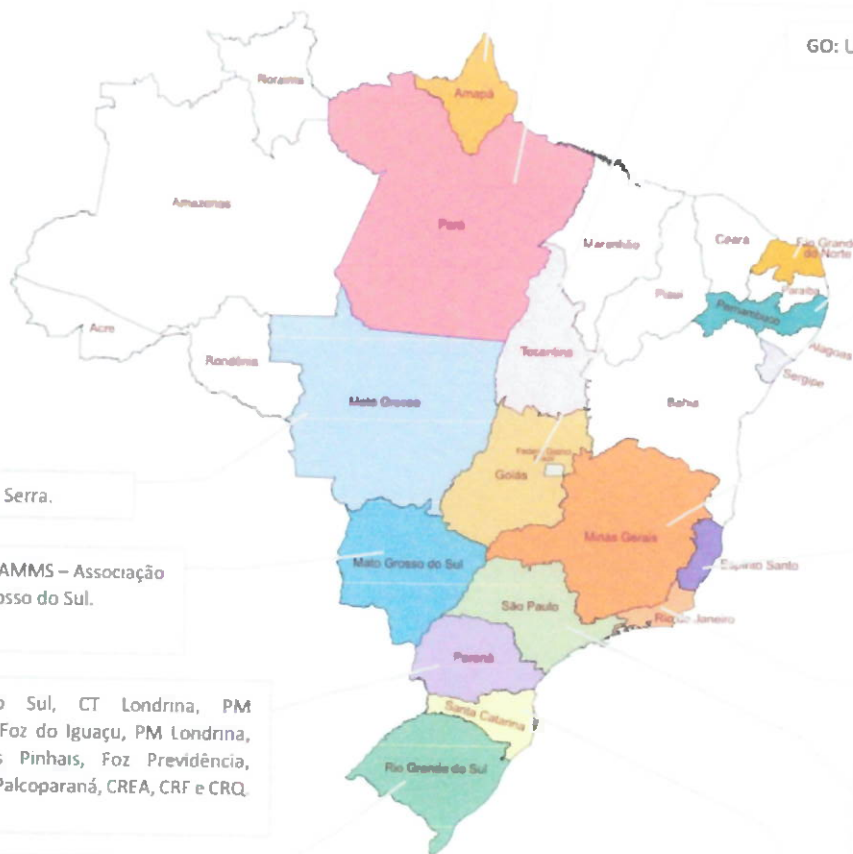 GO: U
Roraima
Amapá
Amazonas
Pará
Maranhão
Ceará
Rio Grande
do Norte
Paraíba
Piauí
Pernambuco
Acre
Alagoas
Rondônia
Tocantins
Sergipe
Mato Grosso
Bahia
Goiás
Serra.
Minas Gerais
AMMS – Associação
osso do Sul.
Mato Grosso do Sul
Espírito Santo
São Paulo
Rio de Janeiro
Paraná
o Sul, CT Londrina, PM
Foz do Iguaçu, PM Londrina,
s Pinhais, Foz Previdência,
Palcoparaná, CREA, CRF e CRQ.
Santa Catarina
Rio Grande do Sul